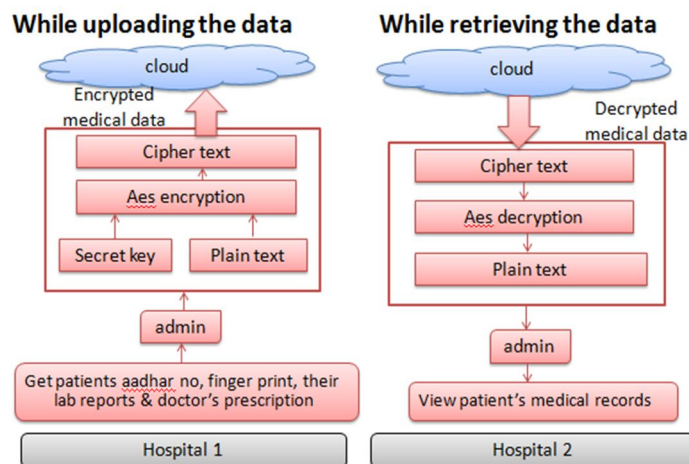 While uploading the data
cloud
Encrypted
medical data
Cipher text
Aes encryption
Secret key
Plain text
admin
Get patients aadhar no, finger print, their
lab reports & doctor's prescription
Hospital 1
While retrieving the data
cloud
Decrypted
medical data
Cipher text
Aes decryption
Plain text
admin
View patient's medical records
Hospital 2